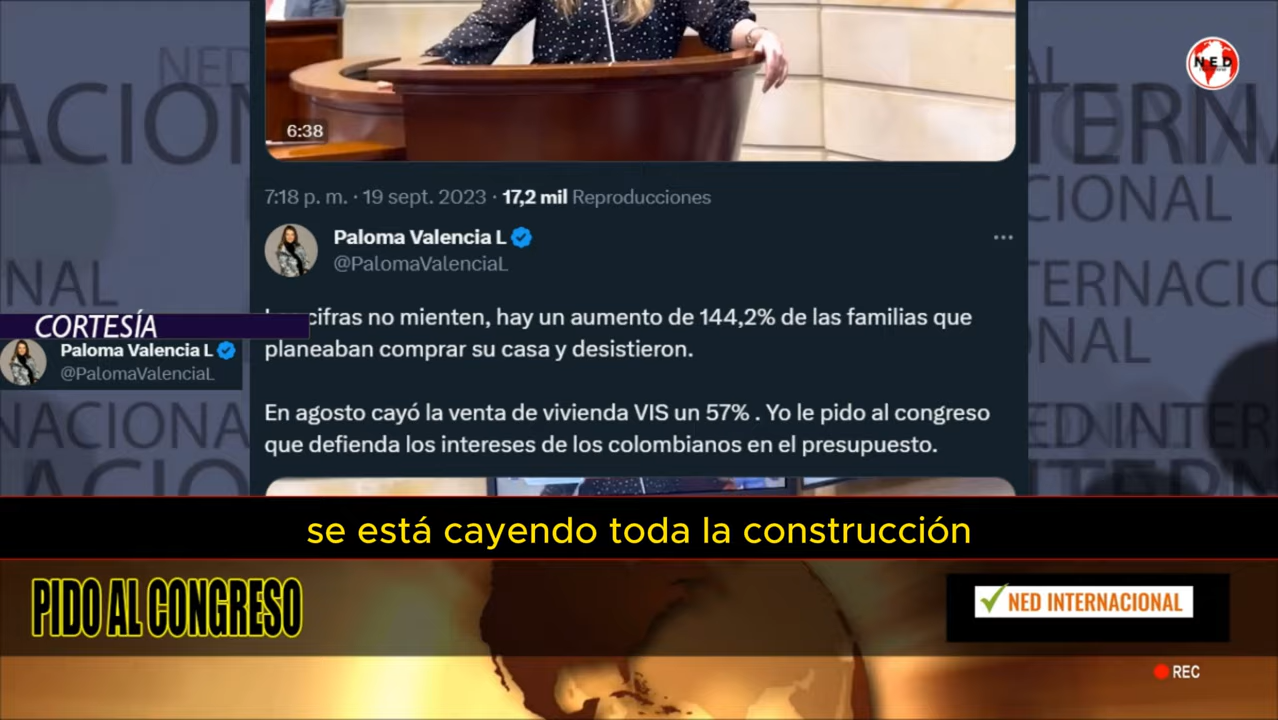 6:38
NED
7:18 p. m. · 19 sept. 2023 · 17,2 mil Reproducciones
Paloma Valencia L
@PalomaValenciaL
cifras no mienten, hay un aumento de 144,2% de las familias que
planeaban comprar su casa y desistieron.
En agosto cayó la venta de vivienda VIS un 57% . Yo le pido al congreso
que defienda los intereses de los colombianos en el presupuesto.
CORTESÍA
Paloma Valencia L
@PalomaValenciaL
se está cayendo toda la construcción
PIDO AL CONGRESO
NED INTERNACIONAL
REC